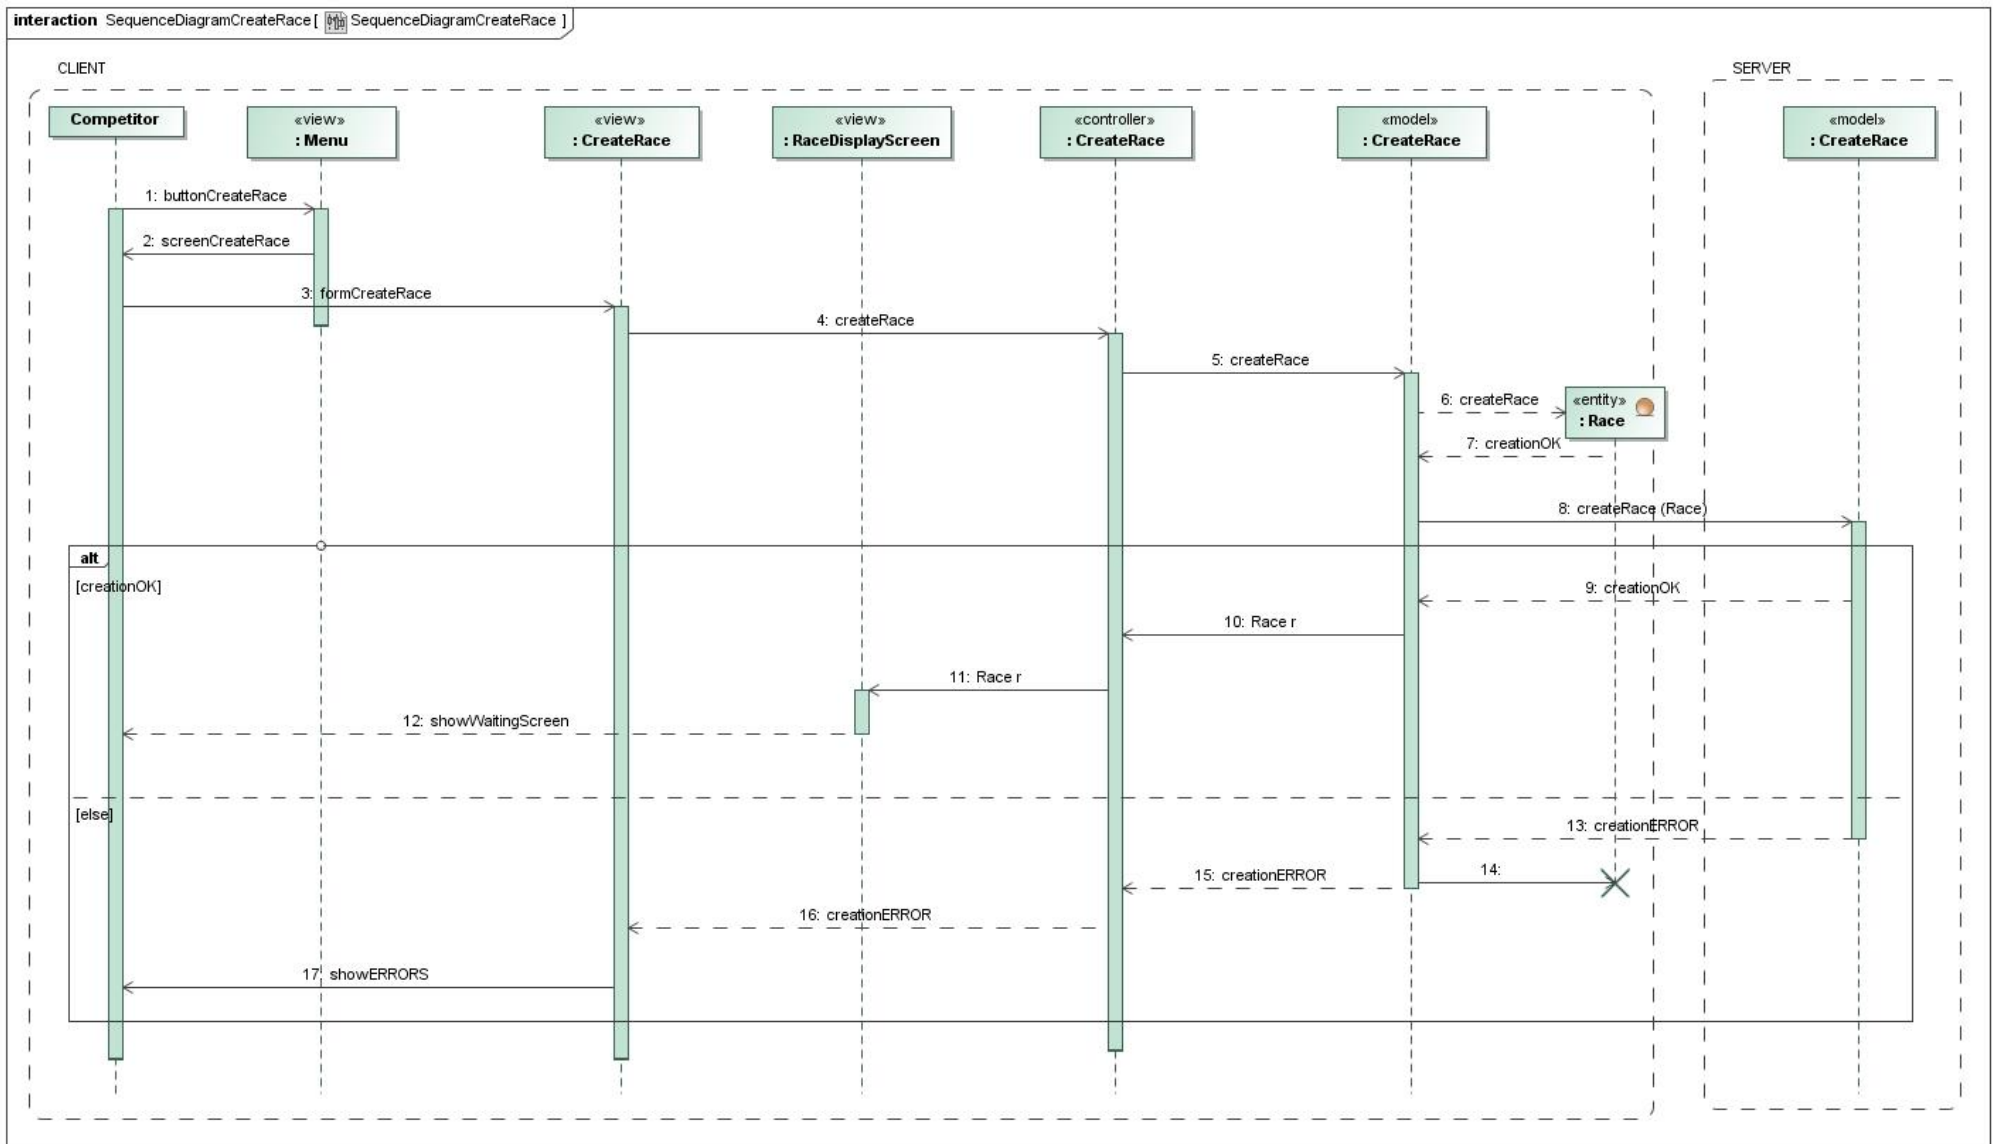 interaction SequenceDiagramCreateRace [ SequenceDiagramCreateRace ]
CLIENT
SERVER
Competitor
«view»
: Menu
«view»
: CreateRace
«view»
: RaceDisplayScreen
«controller»
: CreateRace
«model»
: CreateRace
«model»
: CreateRace
1: buttonCreateRace
2: screenCreateRace
3: formCreateRace
4: createRace
5: createRace
6: createRace
«entity»
: Race
7: creationOK
8: createRace (Race)
alt
[creationOK]
9: creationOK
10: Race r
11: Race r
12: showWaitingScreen
[else]
13: creationERROR
14:
15: creationERROR
16: creationERROR
17: showERRORS